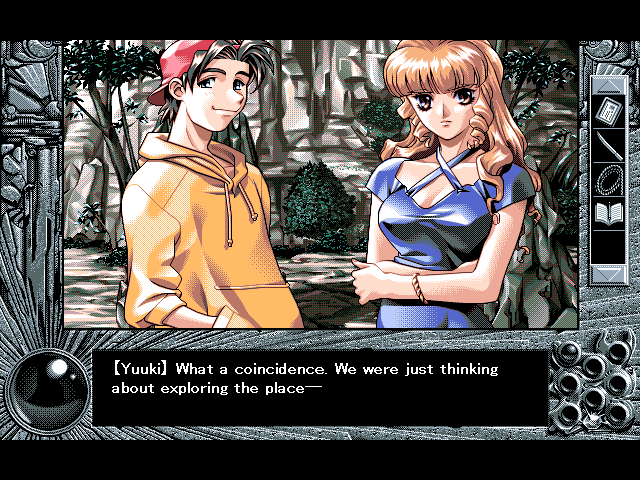 【Yuuki】 What a coincidence. We were just thinking
about exploring the place─